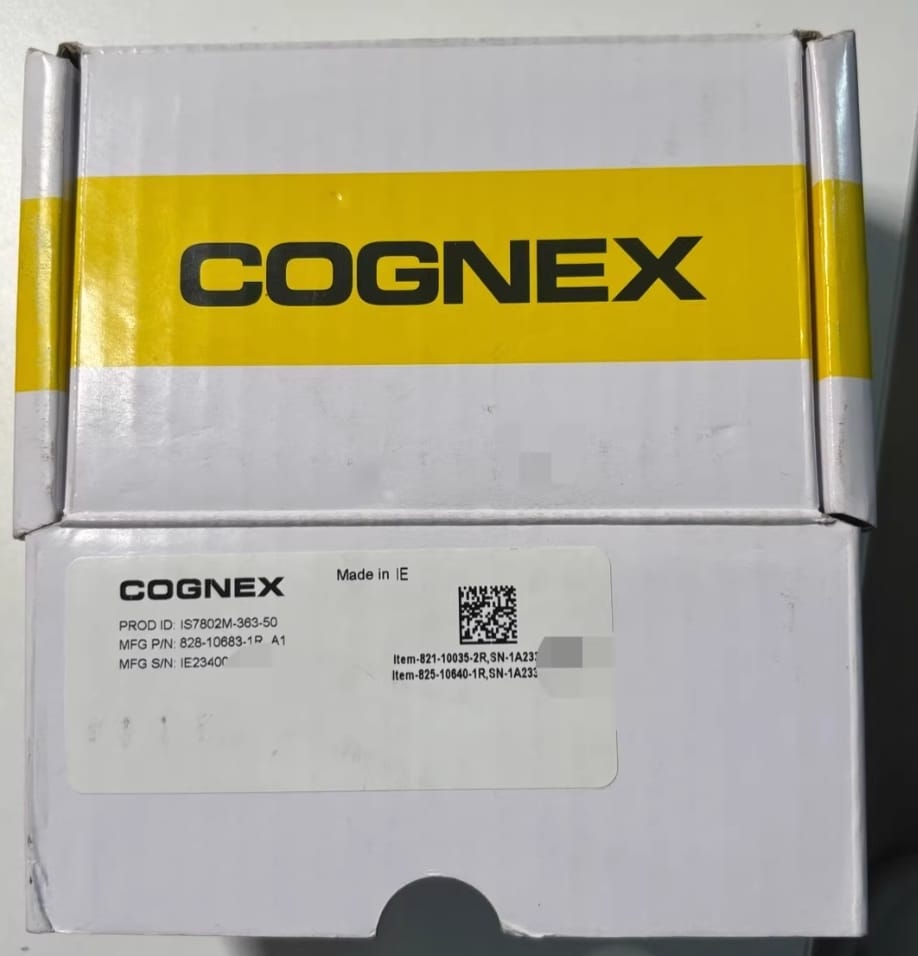 COGNEX
COGNEX
Made in IE
PROD ID: IS7802M-363-50
MFG P/N: 828-10683-1R A1
MFG S/N: IE23400
Item-821-10035-2R,SN-1A233
Item-825-10640-1R,SN-1A233